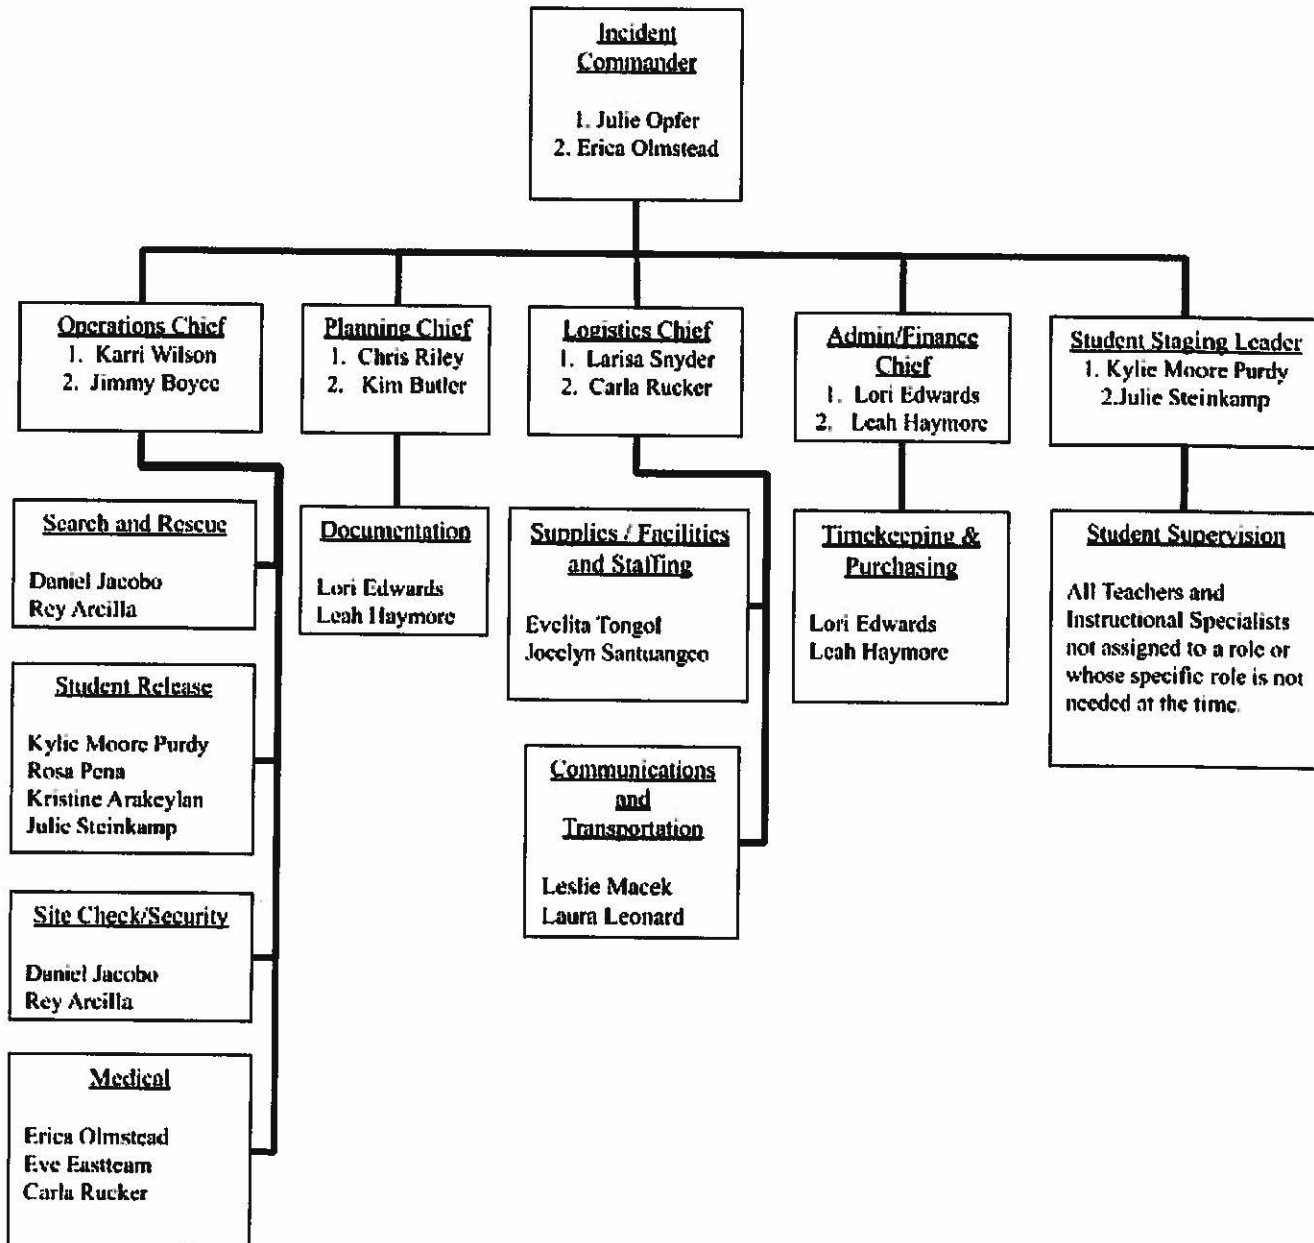 Incident
Commander
1. Julie Opfer
2. Erica Olmstead
Operations Chief
1. Karri Wilson
2. Jimmy Boyce
Planning Chief
1. Chris Riley
2. Kim Butler
Logistics Chief
1. Larisa Snyder
2. Carla Rucker
Admin/Finance
Chief
1. Lori Edwards
2. Leah Haymore
Student Staging Leader
1. Kylie Moore Purdy
2.Julie Steinkamp
Search and Rescue
Daniel Jacobo
Rey Arcilla
Student Release
Kylie Moore Purdy
Rosa Pena
Kristine Arakeylan
Julie Steinkamp
Site Check/Security
Daniel Jacobo
Rey Arcilla
Medical
Erica Olmstead
Eve Eastteam
Carla Rucker
Documentation
Lori Edwards
Leah Haymore
Supplies / Facilities
and Staffing
Evelita Tongol
Jocelyn Santuangco
Communications
and
Transportation
Leslie Macek
Laura Leonard
Timekeeping &
Purchasing
Lori Edwards
Leah Haymore
Student Supervision
All Teachers and
Instructional Specialists
not assigned to a role or
whose specific role is not
needed at the time.